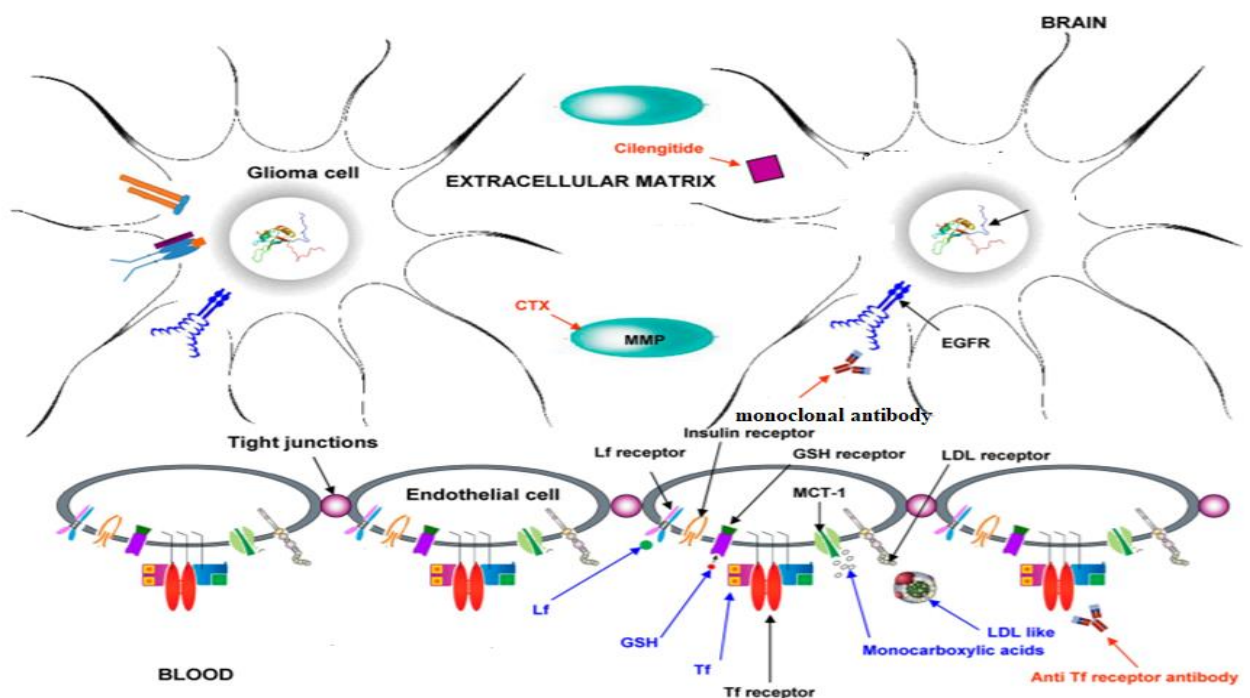 BRAIN
Cilengitide
Glioma cell
EXTRACELLULAR MATRIX
CTX
MMP
EGFR
monoclonal antibody
Insulin receptor
Tight junctions
Lf receptor
GSH receptor
LDL receptor
Endothelial cell
MCT-1
Lf
GSH
Tf
LDL like
Monocarboxylic acids
BLOOD
Anti Tf receptor antibody
Tf receptor